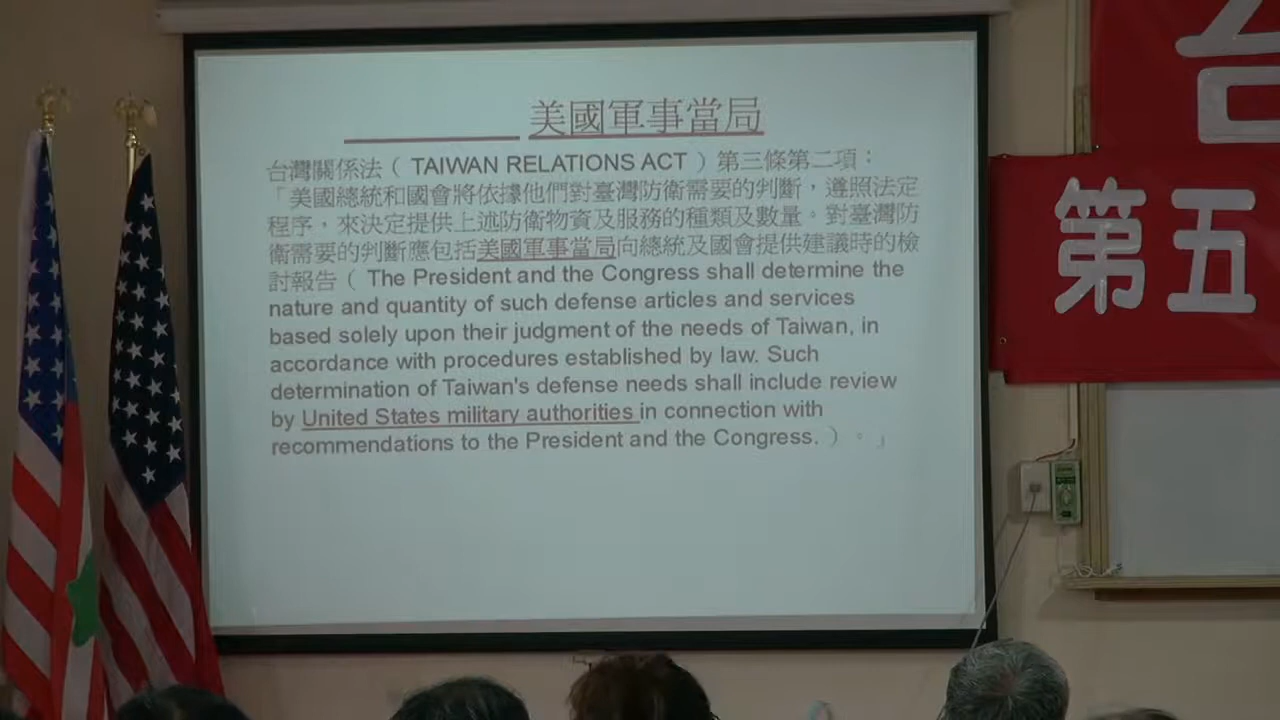 美國軍事當局
台灣關係法（ TAIWAN RELATIONS ACT ）第三條第二項：
「美國總統和國會將依據他們對臺灣防衛需要的判斷，遵照法定
程序，來決定提供上述防衛物資及服務的種類及數量。對臺灣防
衛需要的判斷應包括美國軍事當局向總統及國會提供建議時的檢
討報告（ The President and the Congress shall determine the
nature and quantity of such defense articles and services
based solely upon their judgment of the needs of Taiwan, in
accordance with procedures established by law. Such
determination of Taiwan's defense needs shall include review
by United States military authorities in connection with
recommendations to the President and the Congress. ）。」
第五